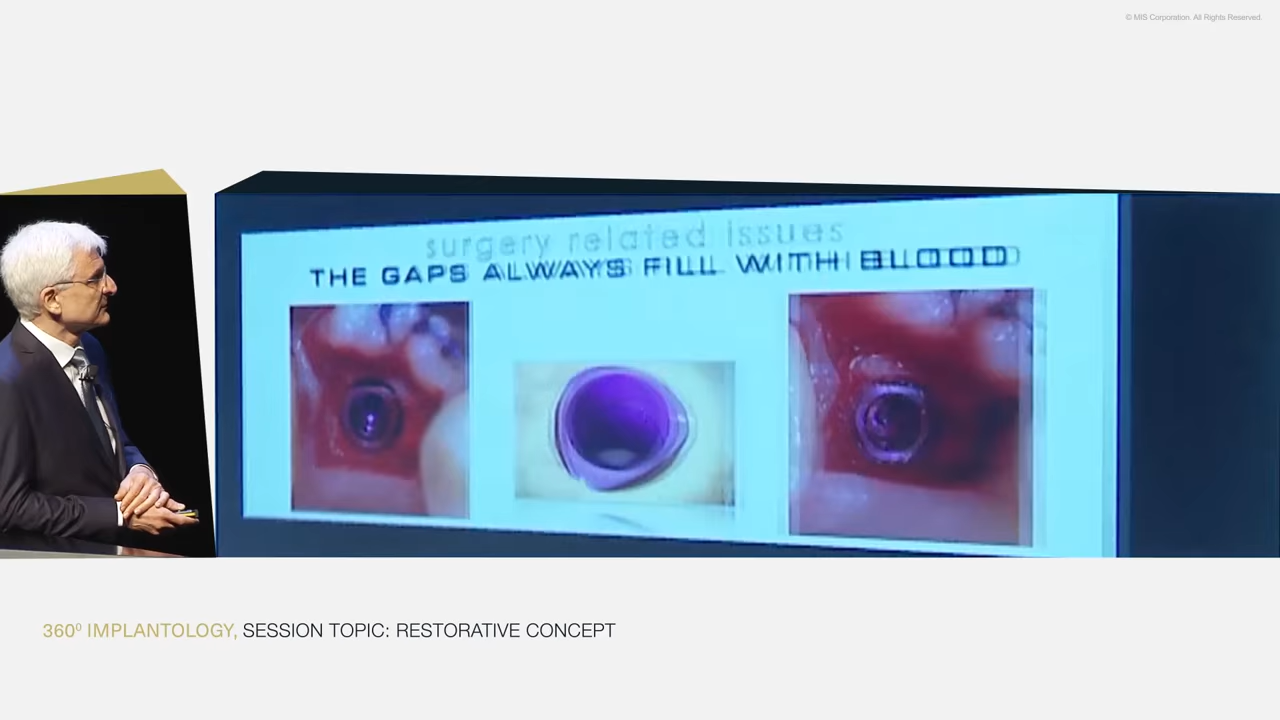 © MIS Corporation. All Rights Reserved.
surgery related issues
THE GAPS ALWAYS FILL WITH BLOOD
360⁰ IMPLANTOLOGY, SESSION TOPIC: RESTORATIVE CONCEPT